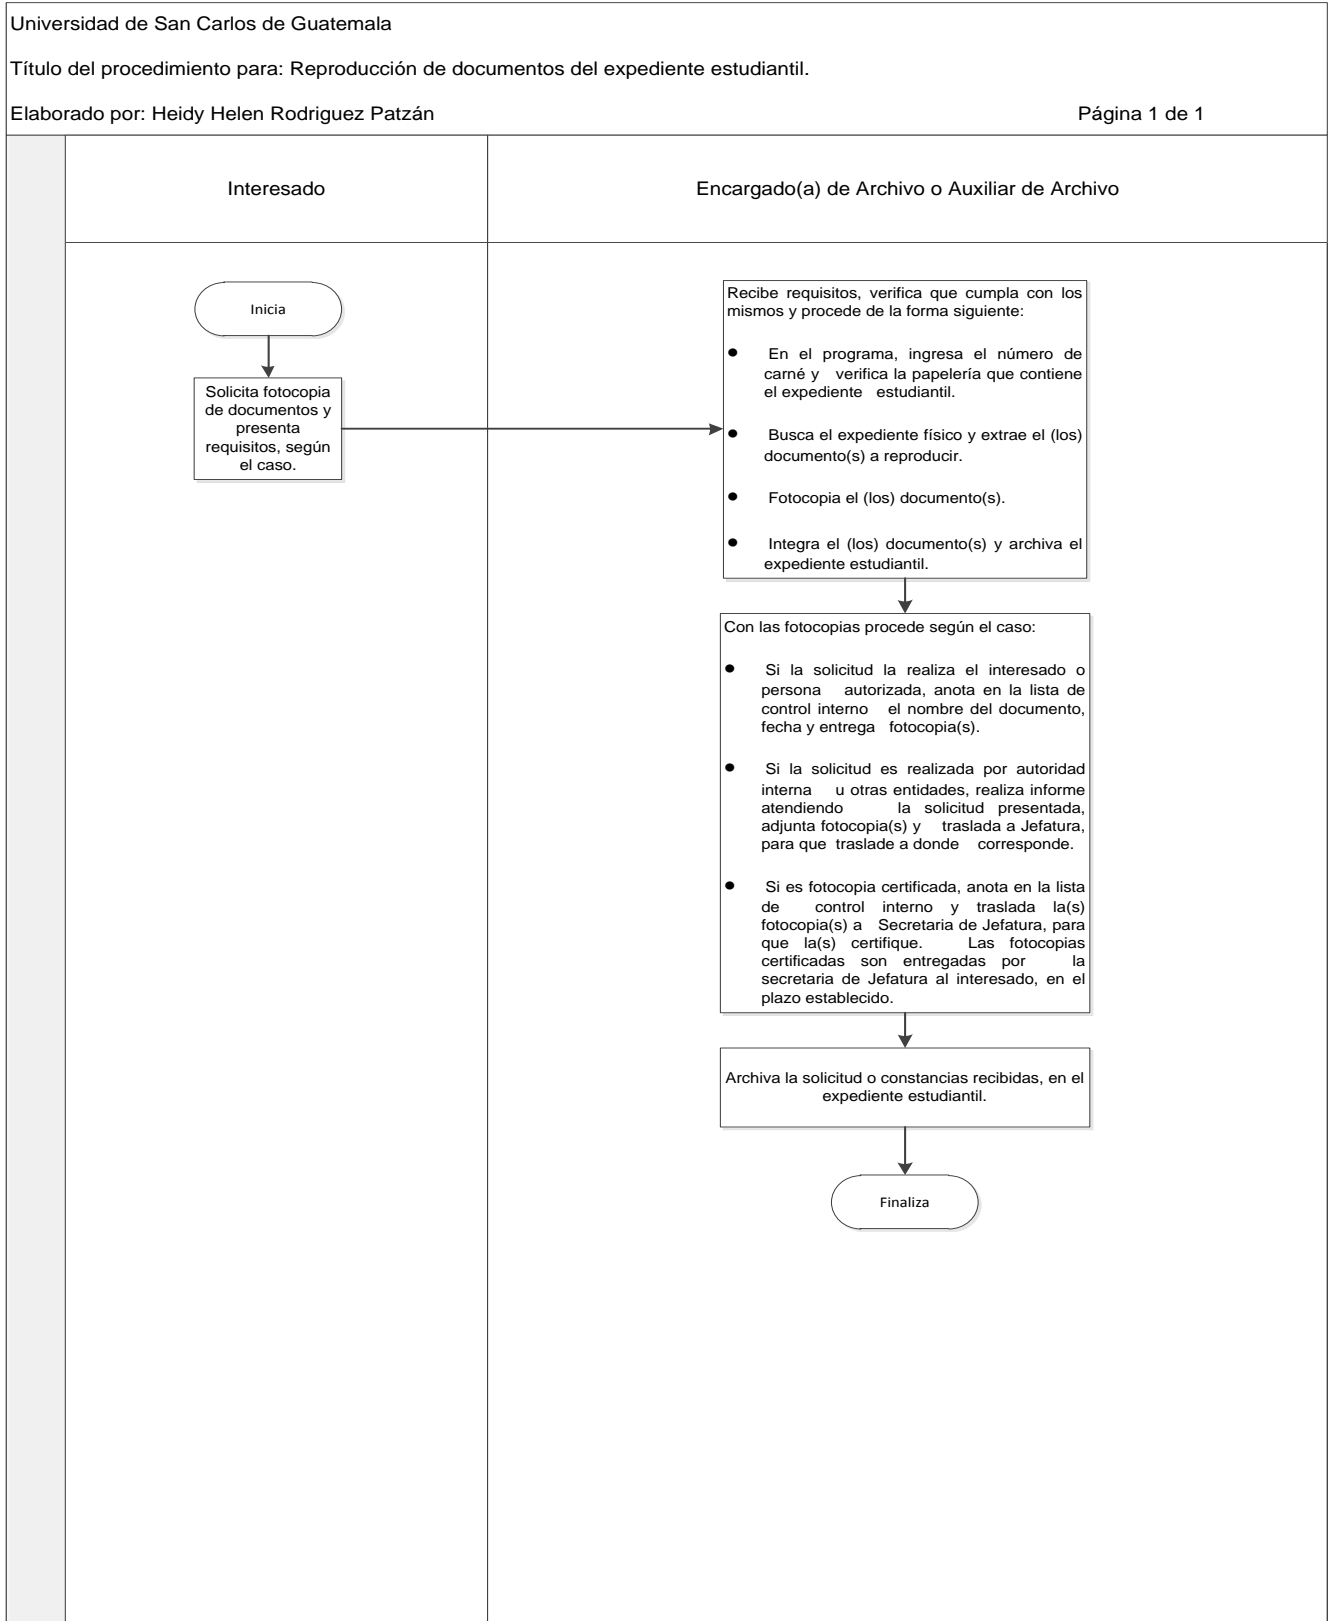 Universidad de San Carlos de Guatemala
Título del procedimiento para: Reproducción de documentos del expediente estudiantil.
Elaborado por: Heidy Helen Rodriguez Patzán
Página 1 de 1
Interesado
Encargado(a) de Archivo o Auxiliar de Archivo
Inicia
Solicita fotocopia
de documentos y
presenta
requisitos, según
el caso.
Recibe requisitos, verifica que cumpla con los
mismos y procede de la forma siguiente:
● En el programa, ingresa el número de
carné y verifica la papelería que contiene
el expediente estudiantil.
● Busca el expediente físico y extrae el (los)
documento(s) a reproducir.
● Fotocopia el (los) documento(s).
● Integra el (los) documento(s) y archiva el
expediente estudiantil.
Con las fotocopias procede según el caso:
● Si la solicitud la realiza el interesado o
persona autorizada, anota en la lista de
control interno el nombre del documento,
fecha y entrega fotocopia(s).
● Si la solicitud es realizada por autoridad
interna u otras entidades, realiza informe
atendiendo la solicitud presentada,
adjunta fotocopia(s) y traslada a Jefatura,
para que traslade a donde corresponde.
● Si es fotocopia certificada, anota en la lista
de control interno y traslada la(s)
fotocopia(s) a Secretaria de Jefatura, para
que la(s) certifique. Las fotocopias
certificadas son entregadas por la
secretaria de Jefatura al interesado, en el
plazo establecido.
Archiva la solicitud o constancias recibidas, en el
expediente estudiantil.
Finaliza